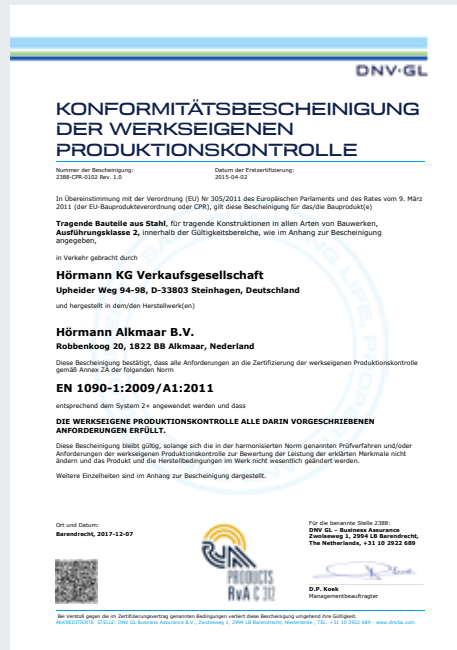 DNV·GL
KONFORMITÄTSBESCHEINIGUNG
DER WERKSEIGENEN
PRODUKTIONSKONTROLLE
Nummer der Bescheinigung:
2388-CPR-0102 Rev. 1.0
Datum der Erstzertifizierung:
2015-04-02
In Übereinstimmung mit der Verordnung (EU) Nr 305/2011 des Europäischen Parlaments und des Rates vom 9. März
2011 (der EU-Bauprodukteverordnung oder CPR), gilt diese Bescheinigung für das/die Bauprodukt(e)
Tragende Bauteile aus Stahl, für tragende Konstruktionen in allen Arten von Bauwerken,
Ausführungsklasse 2, innerhalb der Gültigkeitsbereiche, wie im Anhang zur Bescheinigung
angegeben,
in Verkehr gebracht durch
Hörmann KG Verkaufsgesellschaft
Upheider Weg 94-98, D-33803 Steinhagen, Deutschland
und hergestellt in dem/den Herstellwerk(en)
Hörmann Alkmaar B.V.
Robbenkoog 20, 1822 BB Alkmaar, Nederland
Diese Bescheinigung bestätigt, dass alle Anforderungen an die Zertifizierung der werkseigenen Produktionskontrolle
gemäß Annex ZA der folgenden Norm
EN 1090-1:2009/A1:2011
entsprechend dem System 2+ angewendet werden und dass
DIE WERKSEIGENE PRODUKTIONSKONTROLLE ALLE DARIN VORGESCHRIEBENEN
ANFORDERUNGEN ERFÜLLT.
Diese Bescheinigung bleibt gültig, solange sich die in der harmonisierten Norm genannten Prüfverfahren und/oder
Anforderungen der werkseigenen Produktionskontrolle zur Bewertung der Leistung der erklärten Merkmale nicht
ändern und das Produkt und die Herstellbedingungen im Werk nicht wesentlich geändert werden.
Weitere Einzelheiten sind im Anhang zur Bescheinigung dargestellt.
Ort und Datum:
Barendrecht, 2017-12-07
PRODUCTS
RvA C 312
Für die benannte Stelle 2388:
DNV GL – Business Assurance
Zwolseweg 1, 2994 LB Barendrecht,
The Netherlands, +31 10 2922 689
D.P. Koek
Managementbeauftragter
Bei Verstoß gegen die im Zertifizierungsvertrag genannten Bedingungen verliert diese Bescheinigung umgehend ihre Gültigkeit.
AKKREDITIERTE STELLE: DNV GL Business Assurance B.V., Zwolseweg 1, 2994 LB Barendrecht, Niederlande , TEL: +31 10 2922 689 - www.dnvba.com